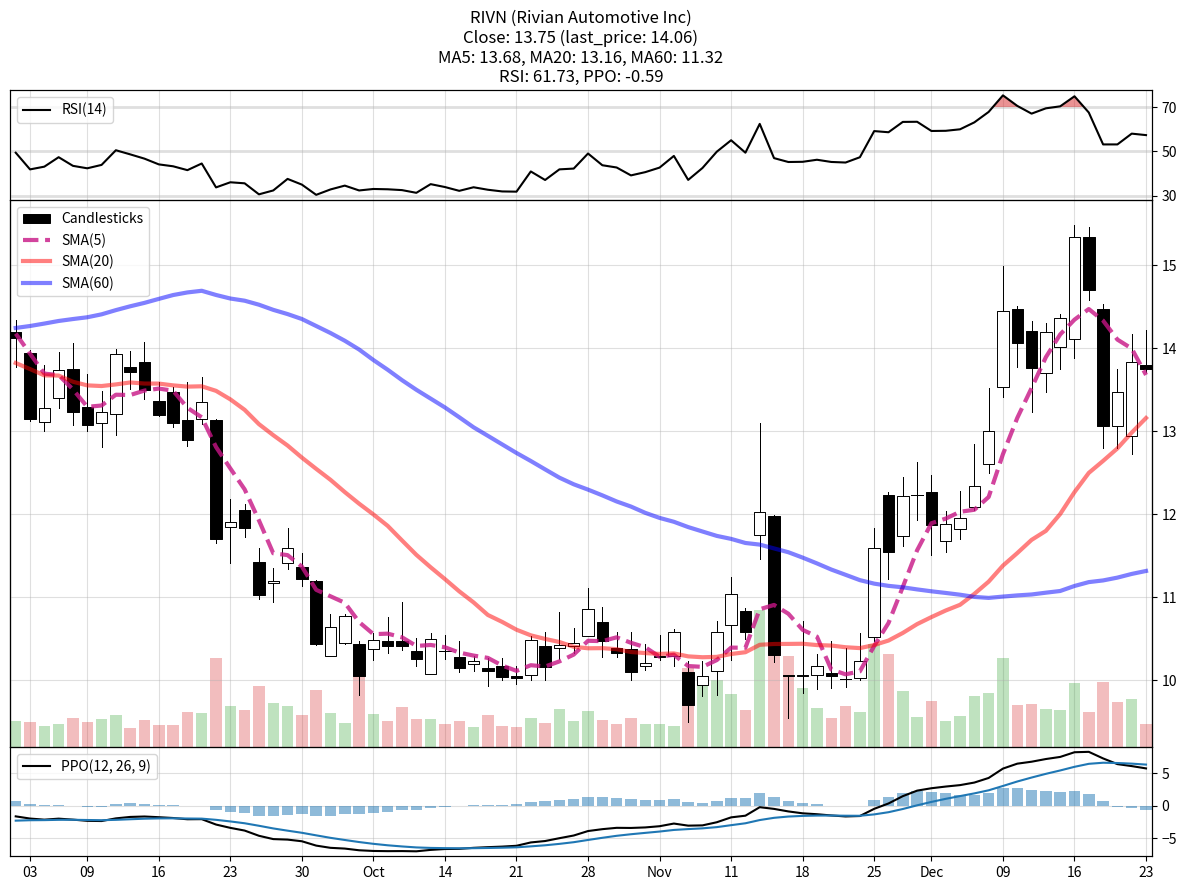 RIVN (Rivian Automotive Inc)
Close: 13.75 (last_price: 14.06)
MA5: 13.68, MA20: 13.16, MA60: 11.32
RSI: 61.73, PPO: -0.59
RSI(14)
70
50
30
Candlesticks
SMA(5)
SMA(20)
SMA(60)
15
14
13
12
11
10
PPO(12, 26, 9)
5
0
−5
03 09 16 23 30 Oct 14 21 28 Nov 11 18 25 Dec 09 16 23